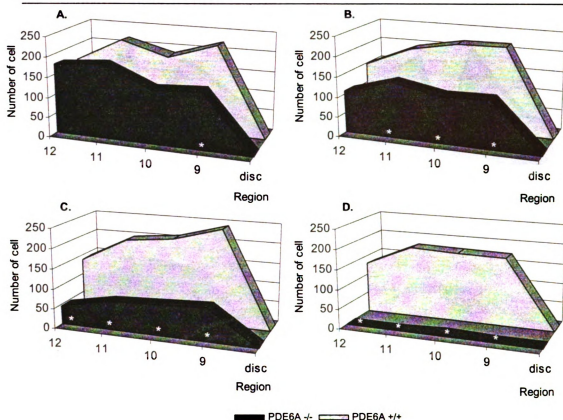 A.
B.
Number of cell
250
200
150
100
50
0
12
11
10
9
disc
Region
*
Number of cell
250
200
150
100
50
0
12
11
10
9
disc
Region
* * *
C.
D.
Number of cell
250
200
150
100
50
0
12
11
10
9
disc
Region
* * * *
Number of cell
250
200
150
100
50
0
12
11
10
9
disc
Region
* * * *
PDE6A -/- PDE6A +/+